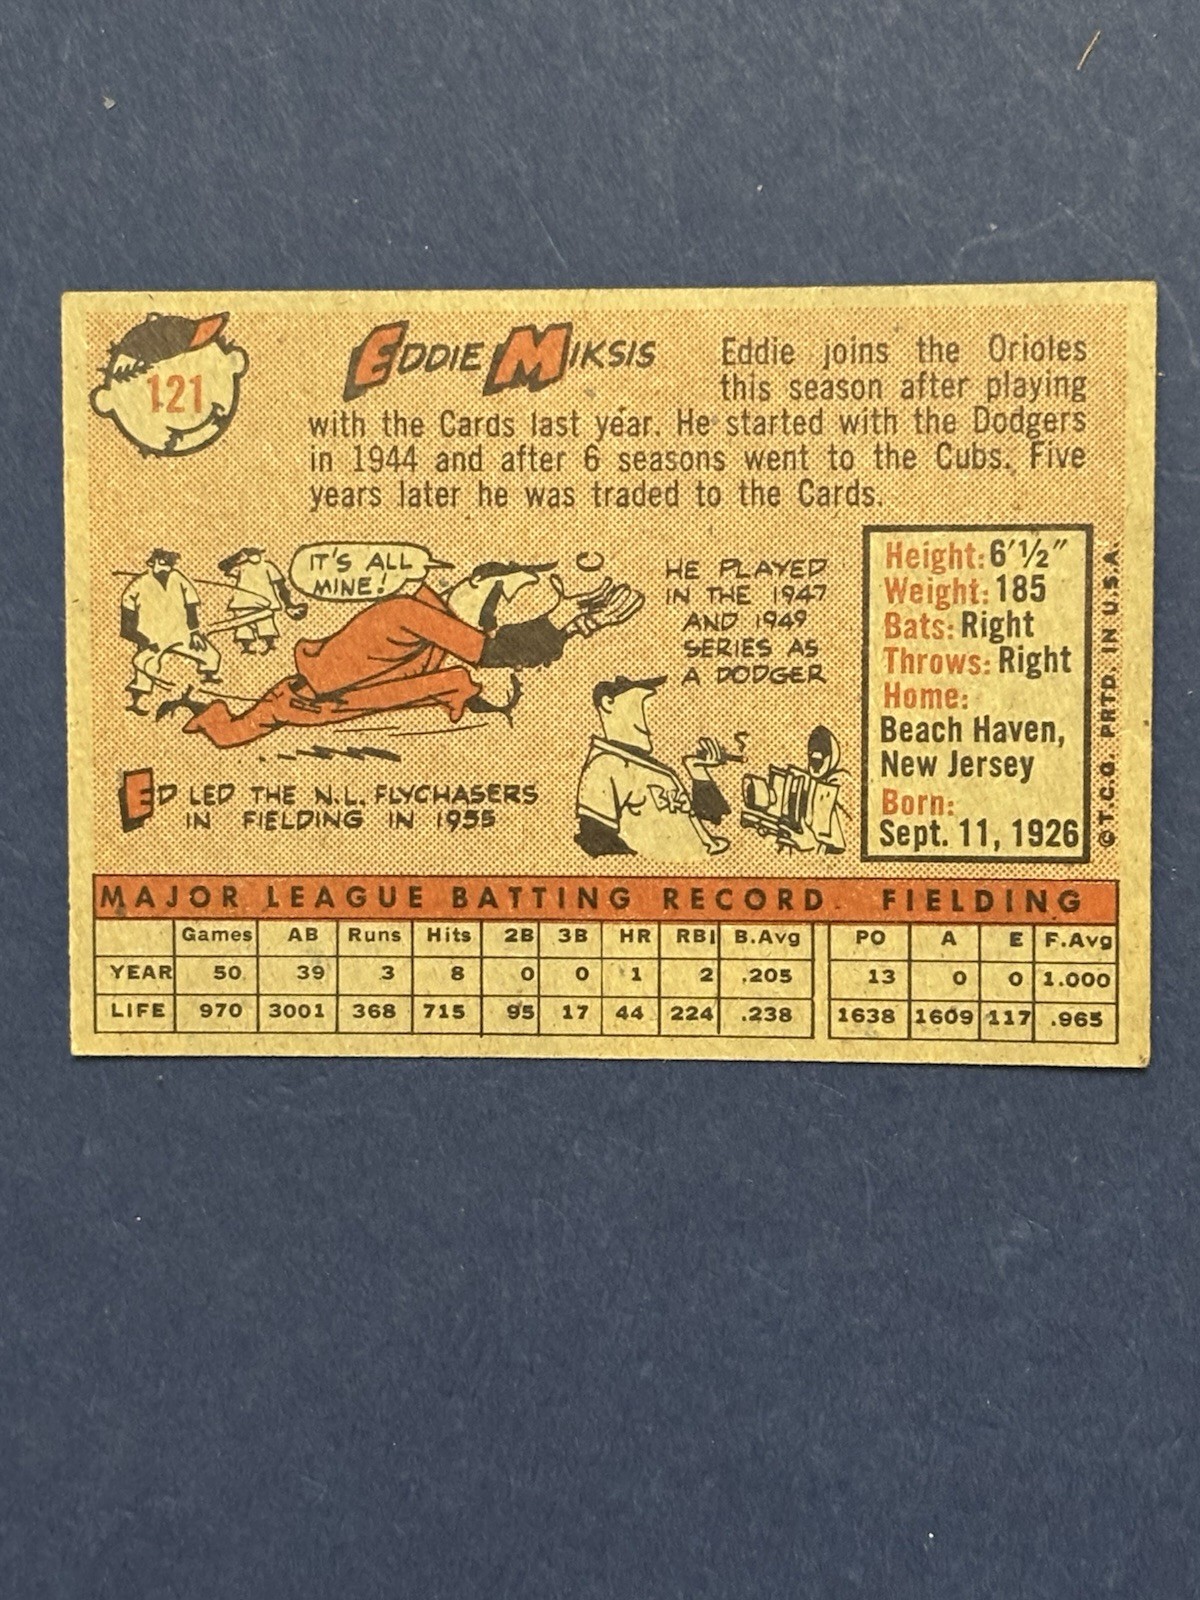 121
EDDIE MIKSIS
Eddie joins the Orioles
this season after playing
with the Cards last year. He started with the Dodgers
in 1944 and after 6 seasons went to the Cubs. Five
years later he was traded to the Cards.
IT'S ALL
MINE!
ED LED THE N.L. FLYCHASERS
IN FIELDING IN 1955
HE PLAYED
IN THE 1947
AND 1949
SERIES AS
A DODGER
Height: 6'½"
Weight: 185
Bats: Right
Throws: Right
Home:
Beach Haven,
New Jersey
Born:
Sept. 11, 1926
©T.C.G. PRTD. IN U.S.A.
MAJOR LEAGUE BATTING RECORD FIELDING
Games AB Runs Hits 2B 3B HR RBI B.Avg PO A E F.Avg
YEAR 50 39 3 8 0 0 1 2 .205 13 0 0 1.000
LIFE 970 3001 368 715 95 17 44 224 .238 1638 1609 117 .965